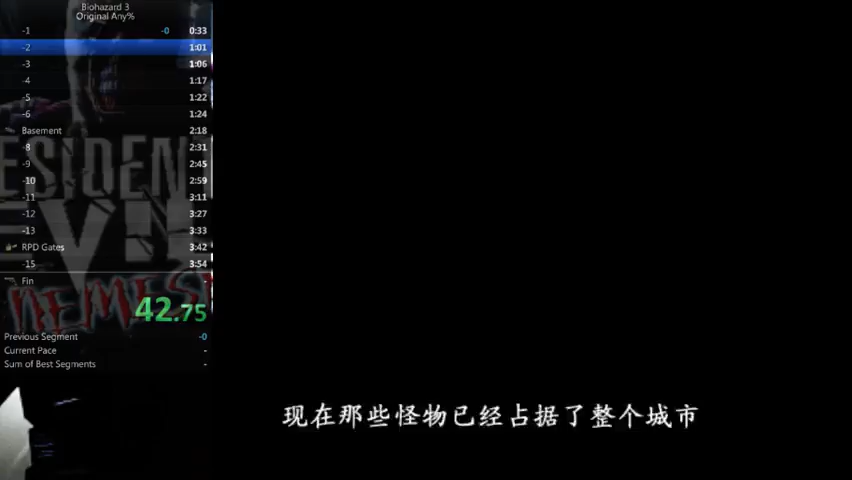 Biohazard 3
Original Any%
-1 -0 0:33
-2 1:01
-3 1:06
-4 1:17
-5 1:22
-6 1:24
Basement 2:18
-8 2:31
-9 2:45
-10 2:59
-11 3:11
-12 3:27
-13 3:33
RPD Gates 3:42
-15 3:54
Fin -
42.75
Previous Segment -0
Current Pace -
Sum of Best Segments -
现在那些怪物已经占据了整个城市